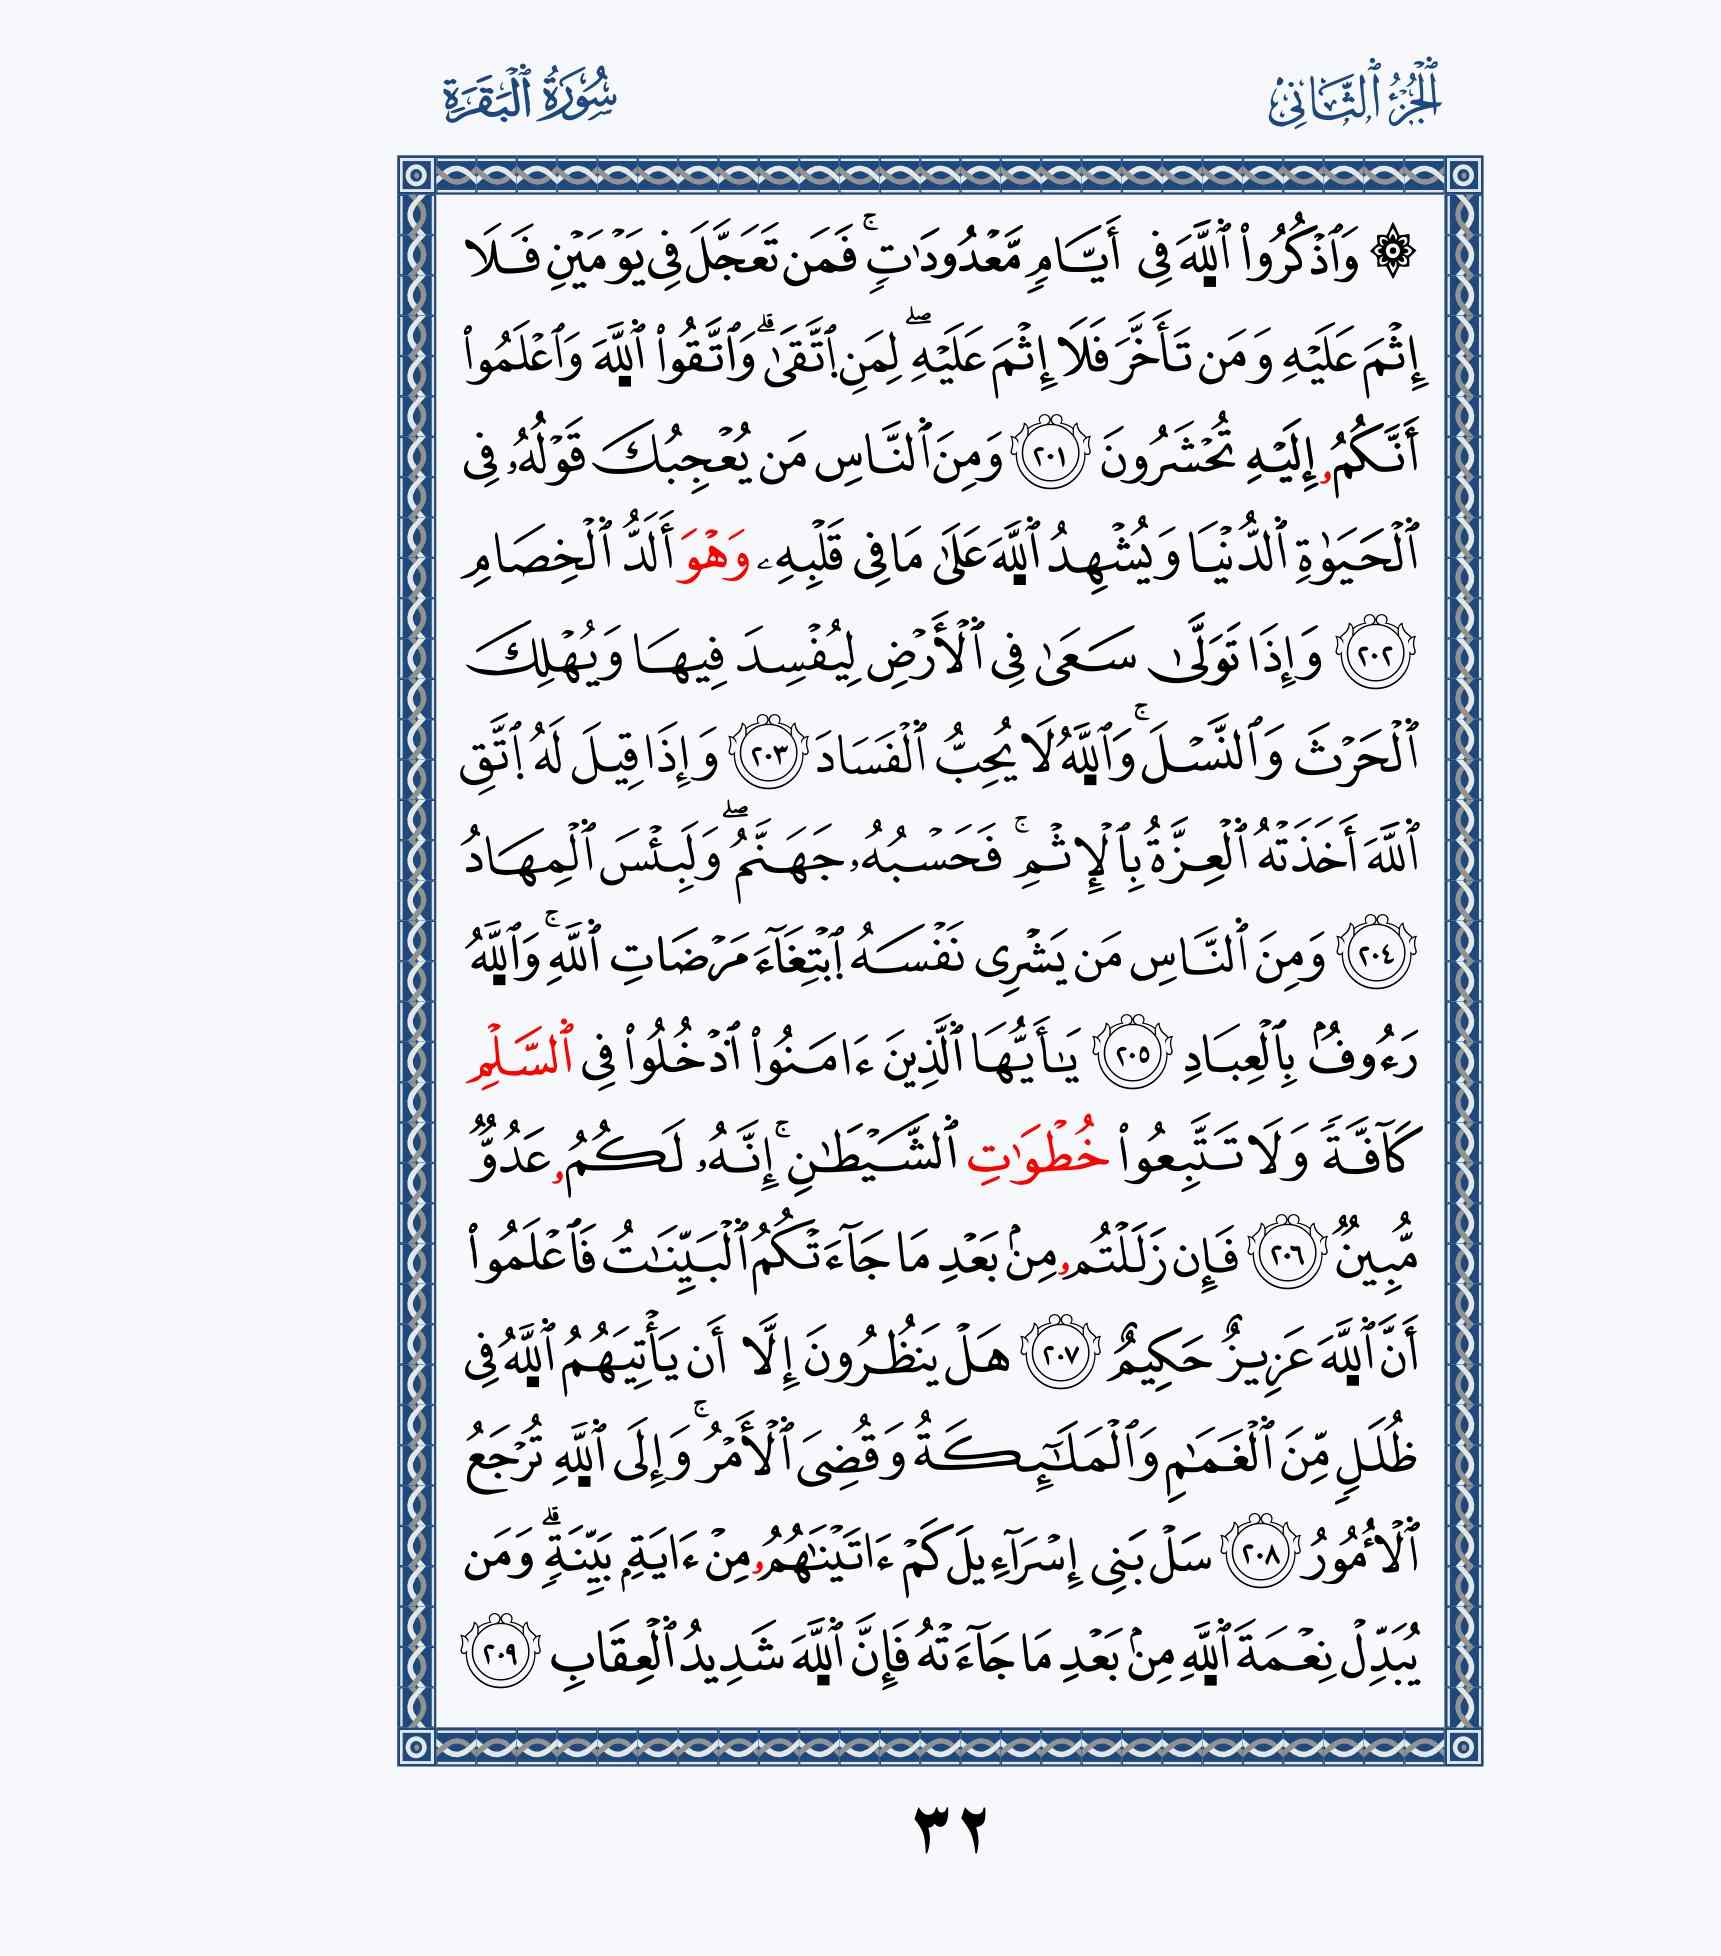 ٱلْجُزْءُ ٱلثَّانِي
سُورَةُ ٱلْبَقَرَةِ
۞ وَٱذْكُرُوا۟ ٱللَّهَ فِىٓ أَيَّامٍۢ مَّعْدُودَٰتٍۢ ۚ فَمَن تَعَجَّلَ فِى يَوْمَيْنِ فَلَآ
إِثْمَ عَلَيْهِ وَمَن تَأَخَّرَ فَلَآ إِثْمَ عَلَيْهِ ۖ لِمَنِ ٱتَّقَىٰ ۗ وَٱتَّقُوا۟ ٱللَّهَ وَٱعْلَمُوٓا۟
أَنَّكُمُۥ إِلَيْهِ تُحْشَرُونَ ٢٠١ وَمِنَ ٱلنَّاسِ مَن يُعْجِبُكَ قَوْلُهُۥ فِى
ٱلْحَيَوٰةِ ٱلدُّنْيَا وَيُشْهِدُ ٱللَّهَ عَلَىٰ مَا فِى قَلْبِهِۦ وَهْوَ أَلَدُّ ٱلْخِصَامِ
٢٠٢ وَإِذَا تَوَلَّىٰ سَعَىٰ فِى ٱلْأَرْضِ لِيُفْسِدَ فِيهَا وَيُهْلِكَ
ٱلْحَرْثَ وَٱلنَّسْلَ ۚ وَٱللَّهُ لَا يُحِبُّ ٱلْفَسَادَ ٢٠٣ وَإِذَا قِيلَ لَهُ ٱتَّقِ
ٱللَّهَ أَخَذَتْهُ ٱلْعِزَّةُ بِٱلْإِثْمِ ۚ فَحَسْبُهُۥ جَهَنَّمُ ۖ وَلَبِئْسَ ٱلْمِهَادُ
٢٠٤ وَمِنَ ٱلنَّاسِ مَن يَشْرِى نَفْسَهُ ٱبْتِغَآءَ مَرْضَاتِ ٱللَّهِ ۚ وَٱللَّهُ
رَءُوفٌۢ بِٱلْعِبَادِ ٢٠٥ يَٰٓأَيُّهَا ٱلَّذِينَ ءَامَنُوا۟ ٱدْخُلُوا۟ فِى ٱلسَّلْمِ
كَآفَّةً وَلَا تَتَّبِعُوا۟ خُطْوَٰتِ ٱلشَّيْطَٰنِ ۚ إِنَّهُۥ لَكُمُۥ عَدُوٌّ
مُّبِينٌ ٢٠٦ فَإِن زَلَلْتُمُۥ مِنۢ بَعْدِ مَا جَآءَتْكُمُ ٱلْبَيِّنَٰتُ فَٱعْلَمُوٓا۟
أَنَّ ٱللَّهَ عَزِيزٌ حَكِيمٌ ٢٠٧ هَلْ يَنظُرُونَ إِلَّآ أَن يَأْتِيَهُمُ ٱللَّهُ فِى
ظُلَلٍ مِّنَ ٱلْغَمَٰمِ وَٱلْمَلَٰٓئِكَةُ وَقُضِىَ ٱلْأَمْرُ ۚ وَإِلَى ٱللَّهِ تُرْجَعُ
ٱلْأُمُورُ ٢٠٨ سَلْ بَنِىٓ إِسْرَٰٓءِيلَ كَمْ ءَاتَيْنَٰهُمُۥ مِنْ ءَايَةٍۭ بَيِّنَةٍ ۗ وَمَن
يُبَدِّلْ نِعْمَةَ ٱللَّهِ مِنۢ بَعْدِ مَا جَآءَتْهُ فَإِنَّ ٱللَّهَ شَدِيدُ ٱلْعِقَابِ ٢٠٩
٣٢